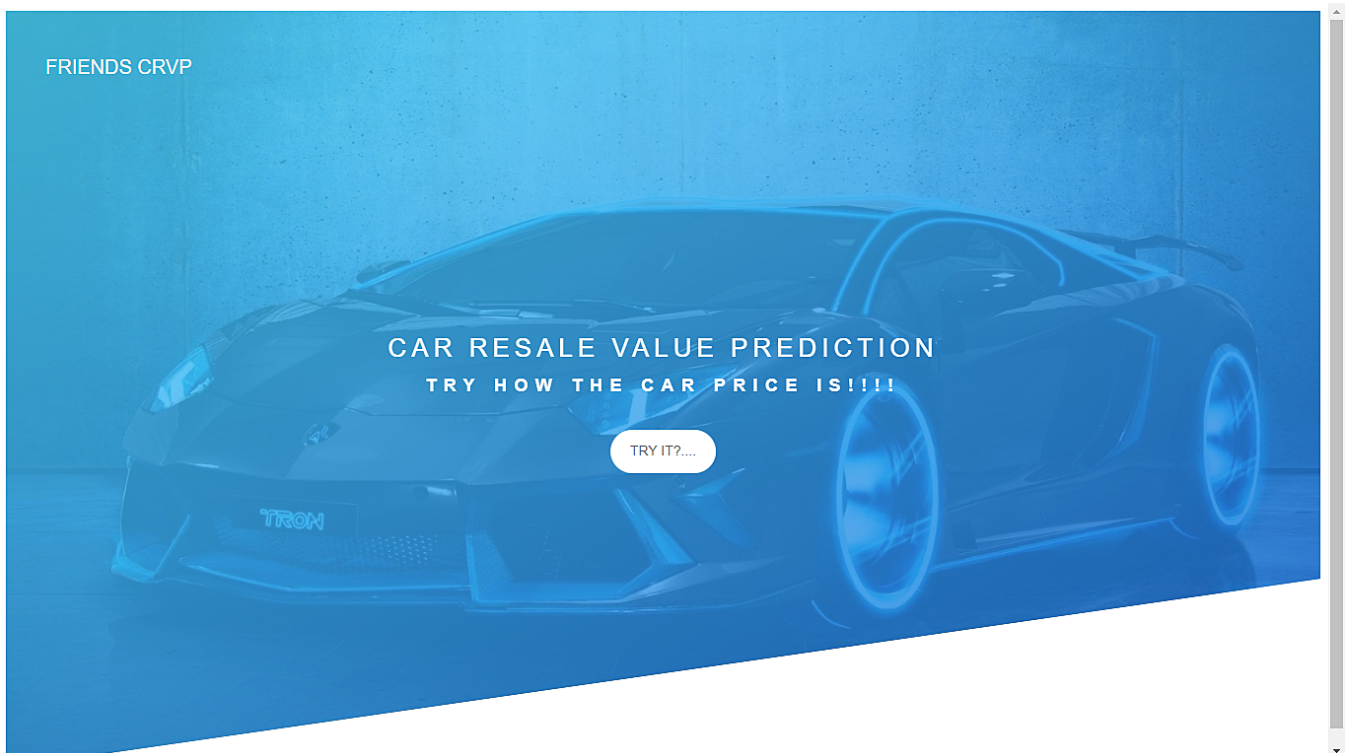 FRIENDS CRVP
CAR RESALE VALUE PREDICTION
TRY HOW THE CAR PRICE IS!!!!
TRY IT?....
TRON